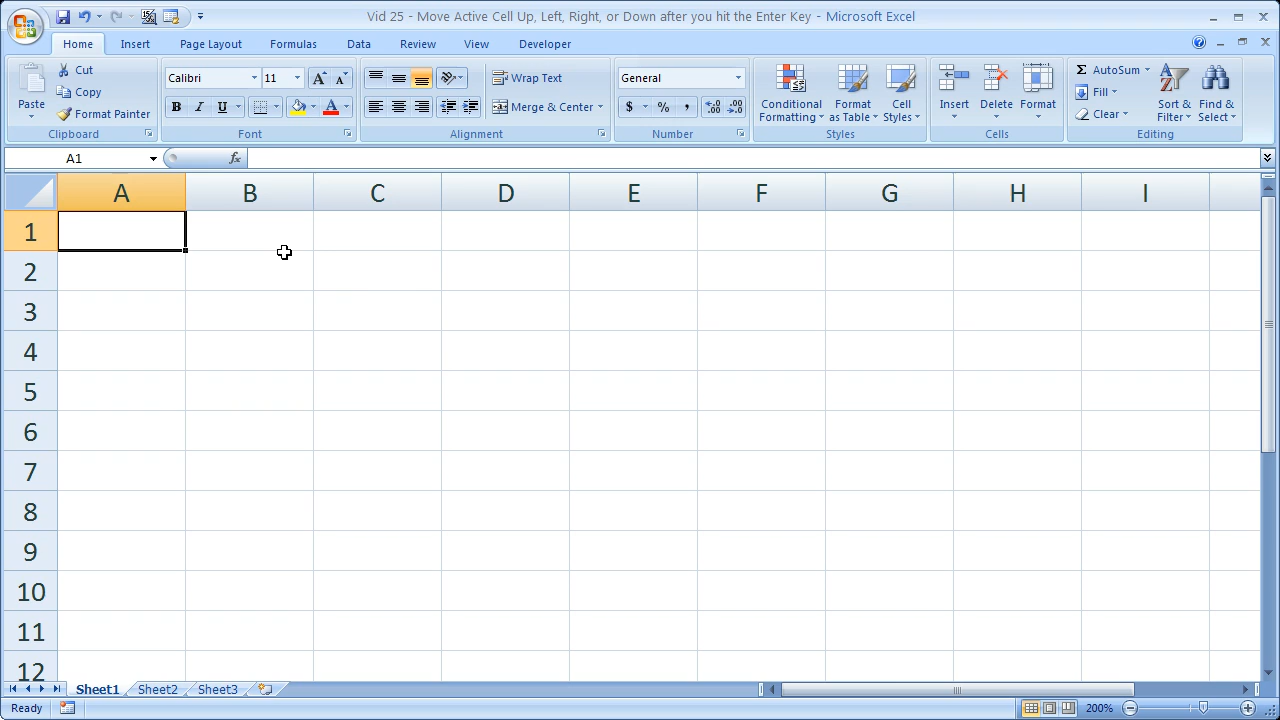 Vid 25 - Move Active Cell Up, Left, Right, or Down after you hit the Enter Key - Microsoft Excel
Home Insert Page Layout Formulas Data Review View Developer
Paste
Cut
Copy
Format Painter
Clipboard
Calibri 11
B I U
Font
Wrap Text
Merge & Center
Alignment
General
$ % ,
Number
Conditional Formatting
Format as Table
Cell Styles
Styles
Insert Delete Format
Cells
AutoSum
Fill
Clear
Sort & Filter
Find & Select
Editing
A1 fx
A B C D E F G H I
1
2
3
4
5
6
7
8
9
10
11
12
Sheet1 Sheet2 Sheet3
Ready 200%